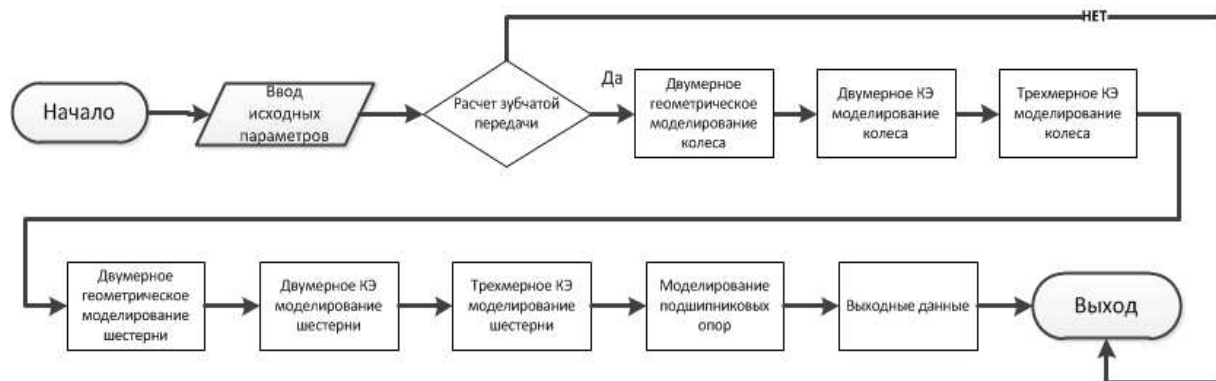 НЕТ
Начало
Ввод
исходных
параметров
Расчет зубчатой
передачи
Да
Двумерное
геометрическое
моделирование
колеса
Двумерное КЭ
моделирование
колеса
Трехмерное КЭ
моделирование
колеса
Двумерное
геометрическое
моделирование
шестерни
Двумерное КЭ
моделирование
шестерни
Трехмерное КЭ
моделирование
шестерни
Моделирование
подшипниковых
опор
Выходные данные
Выход